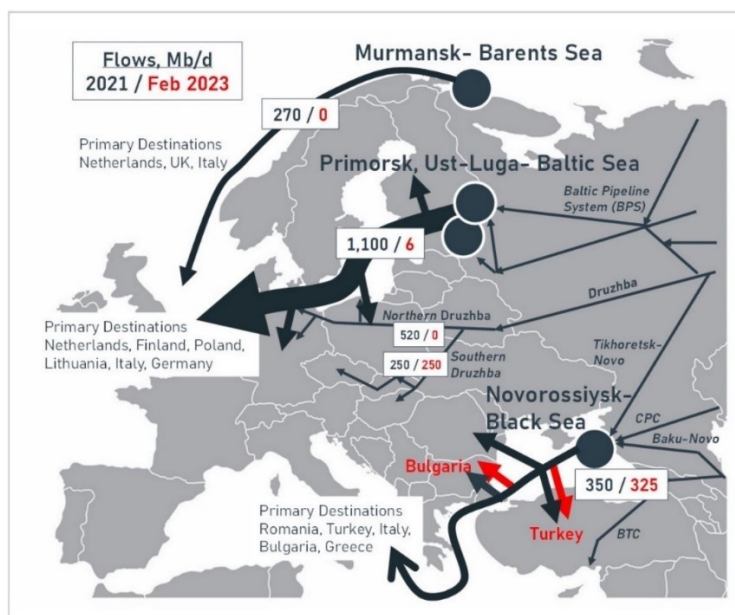 Flows, Mb/d
2021 / Feb 2023
Murmansk- Barents Sea
270 / 0
Primary Destinations
Netherlands, UK, Italy
Primorsk, Ust-Luga- Baltic Sea
Baltic Pipeline
System (BPS)
1,100 / 6
Druzhba
Primary Destinations
Netherlands, Finland, Poland,
Lithuania, Italy, Germany
Northern Druzhba
520 / 0
250 / 250
Southern
Druzhba
Tikhoretsk-
Novo
Novorossiysk-
Black Sea
CPC
Baku-Novo
Bulgaria
350 / 325
Primary Destinations
Romania, Turkey, Italy,
Bulgaria, Greece
Turkey
BTC